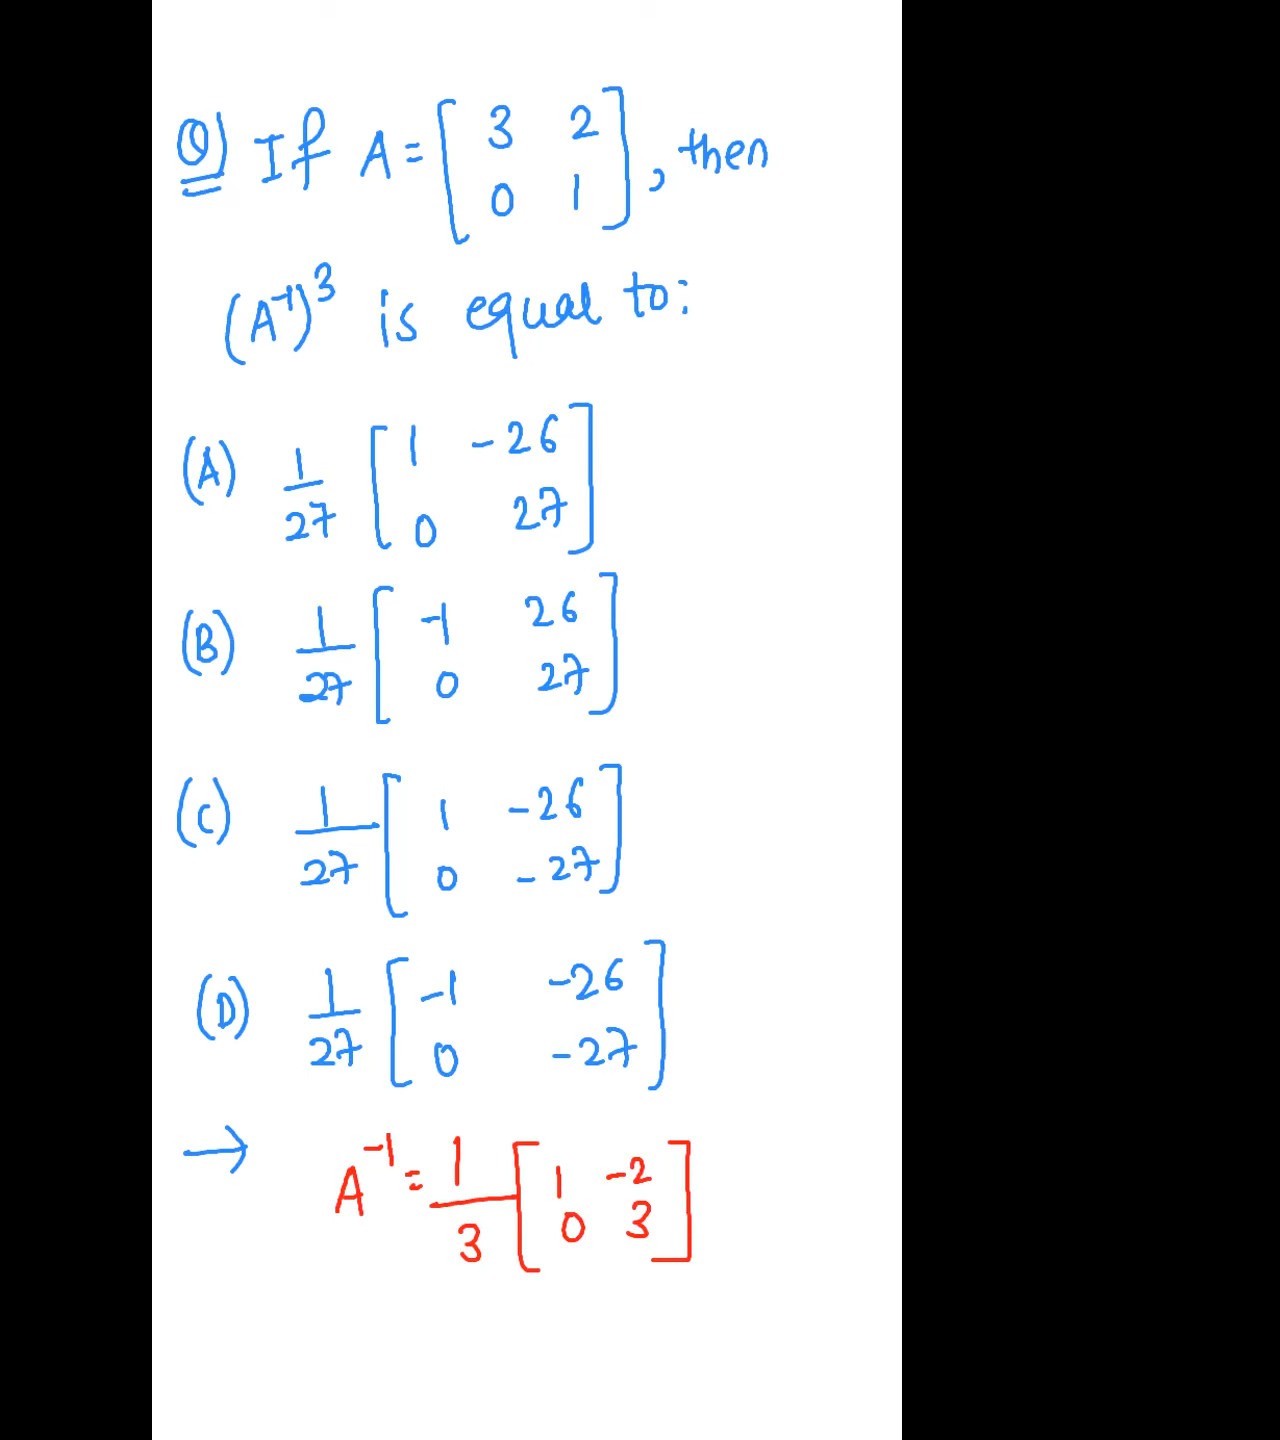 Q) If A = [ 3 2
0 1 ], then
(A⁻¹)³ is equal to:
(A) 1/27 [ 1 -26
0 27 ]
(B) 1/27 [ -1 26
0 27 ]
(C) 1/27 [ 1 -26
0 -27 ]
(D) 1/27 [ -1 -26
0 -27 ]
→ A⁻¹ = 1/3 [ 1 -2
0 3 ]